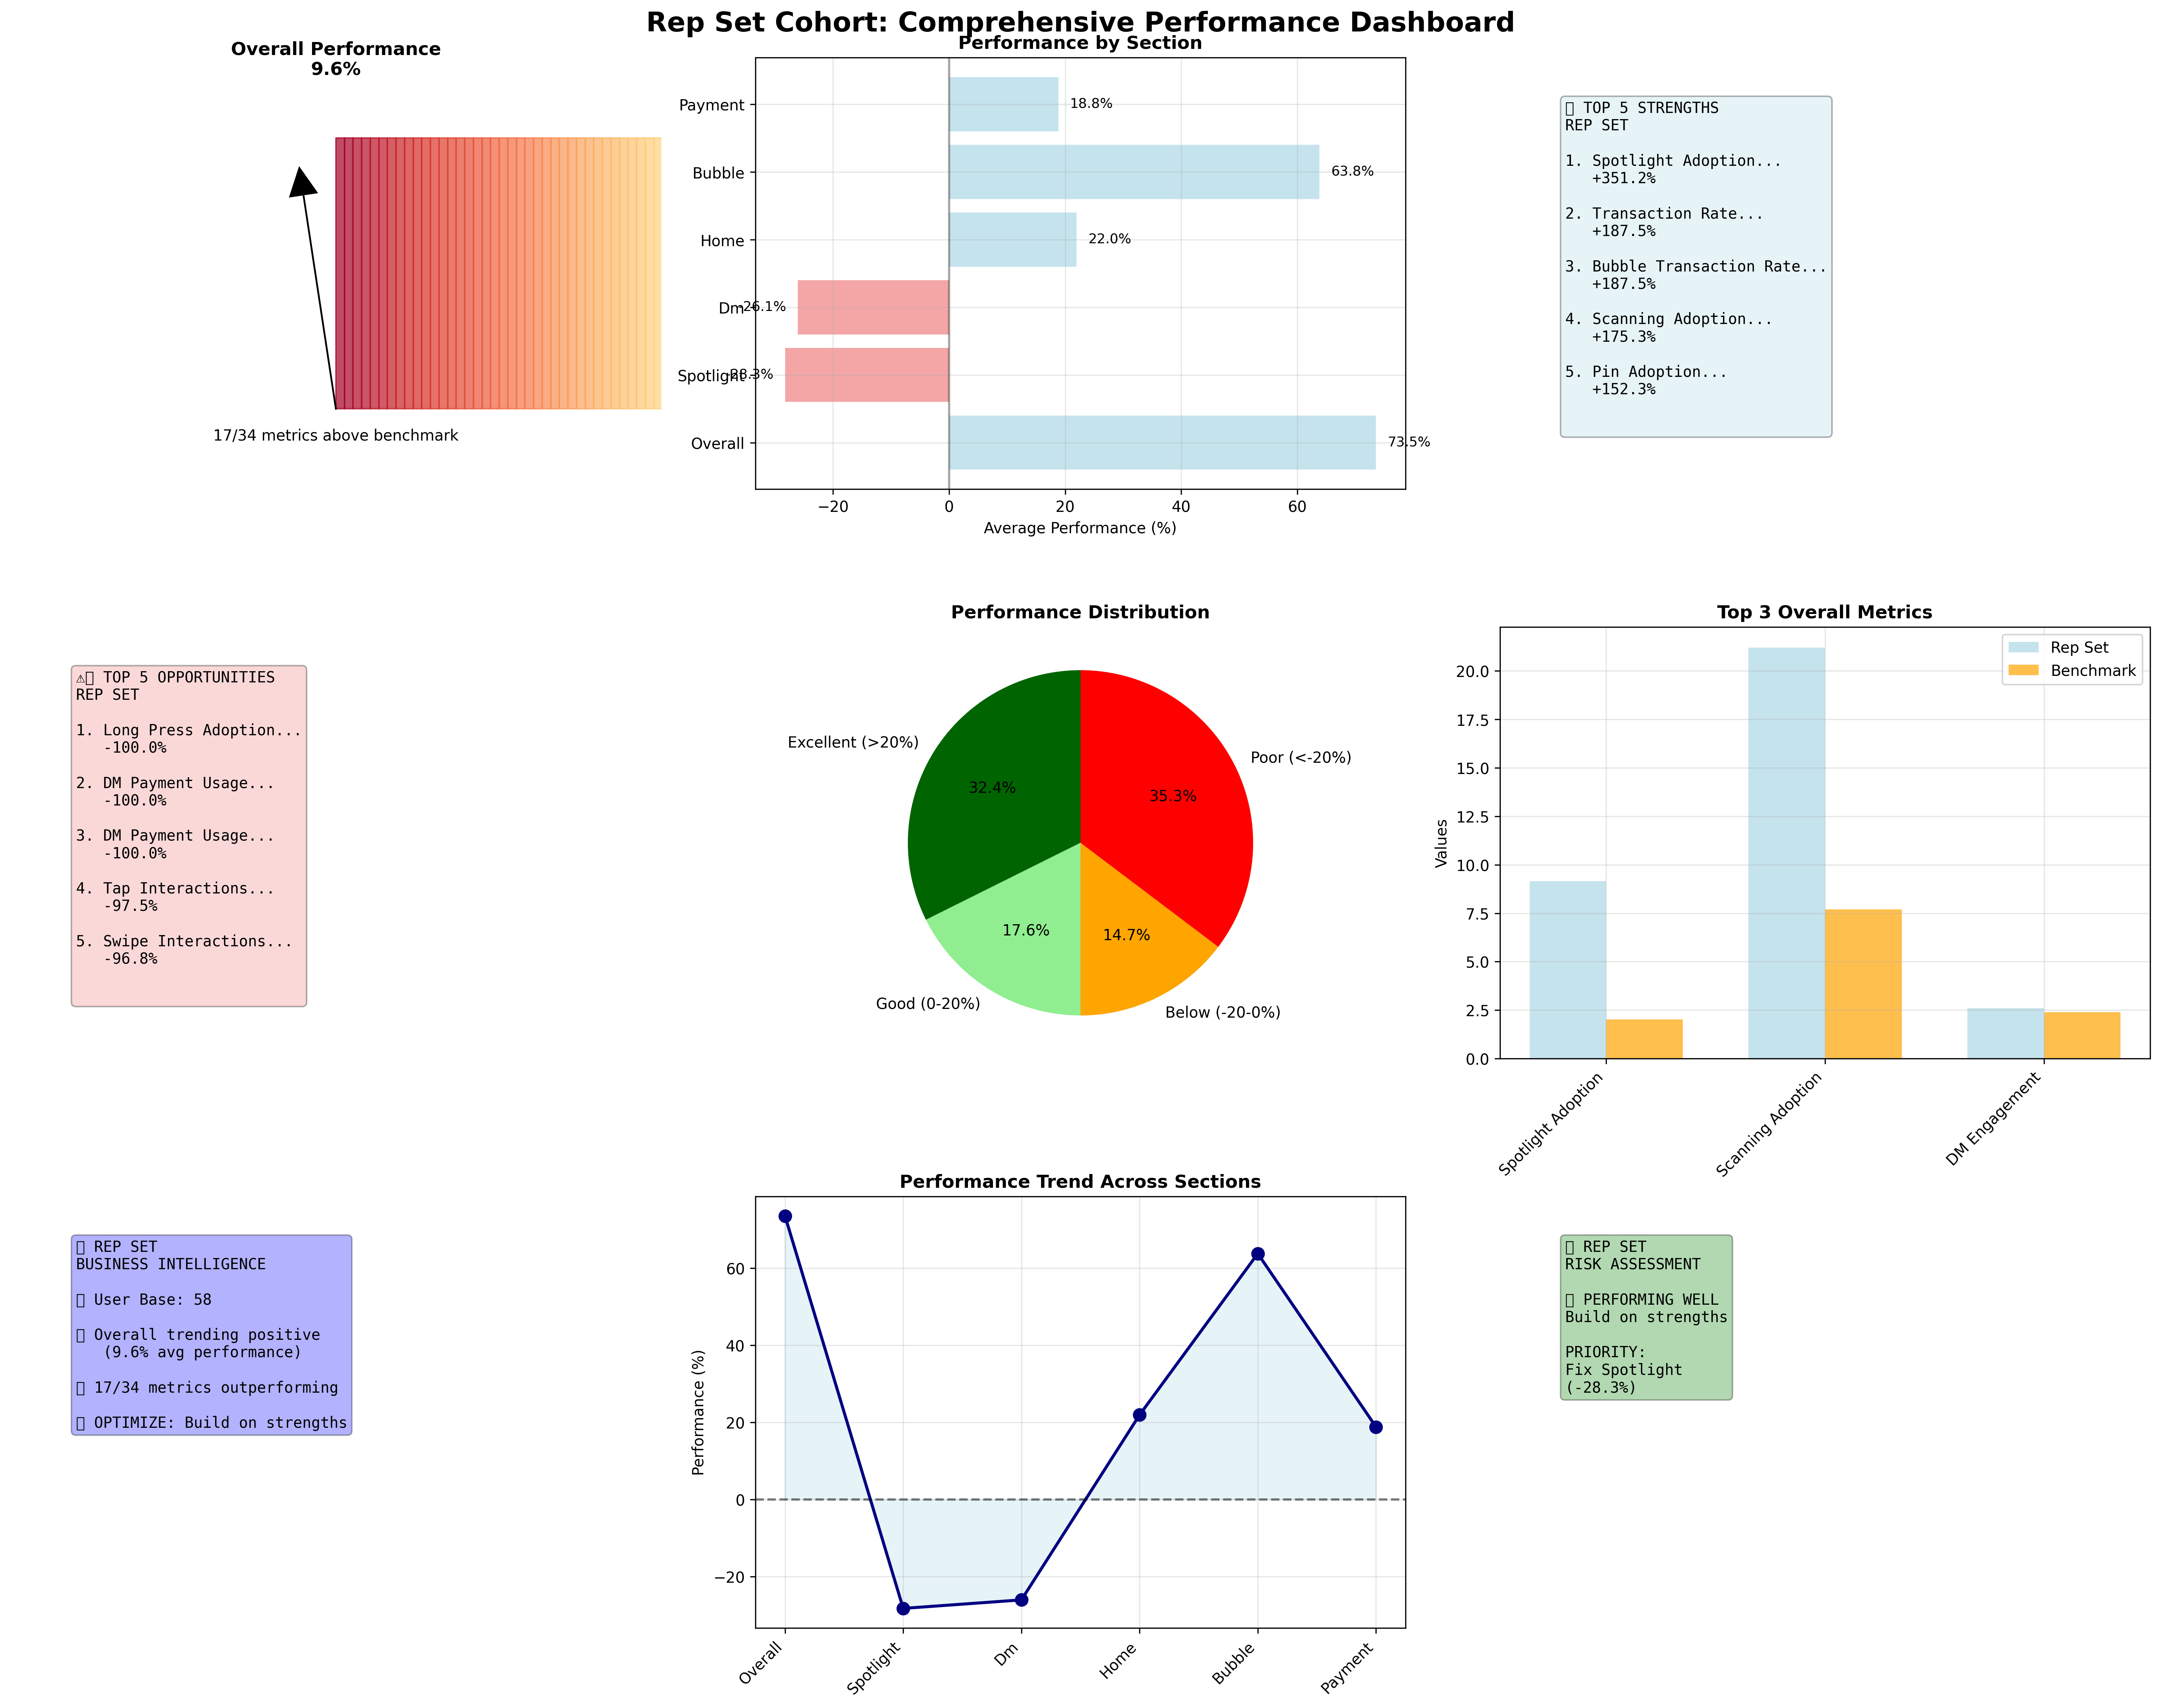 Rep Set Cohort: Comprehensive Performance Dashboard
Overall Performance
9.6%
17/34 metrics above benchmark
Performance by Section
Payment
18.8%
Bubble
63.8%
Home
22.0%
Dm
-26.1%
Spotlight
-28.3%
Overall
73.5%
−20
0
20
40
60
Average Performance (%)
TOP 5 STRENGTHS
REP SET
1. Spotlight Adoption...
+351.2%
2. Transaction Rate...
+187.5%
3. Bubble Transaction Rate...
+187.5%
4. Scanning Adoption...
+175.3%
5. Pin Adoption...
+152.3%
⚠ TOP 5 OPPORTUNITIES
REP SET
1. Long Press Adoption...
-100.0%
2. DM Payment Usage...
-100.0%
3. DM Payment Usage...
-100.0%
4. Tap Interactions...
-97.5%
5. Swipe Interactions...
-96.8%
Performance Distribution
Excellent (>20%)
32.4%
Poor (<-20%)
35.3%
Good (0-20%)
17.6%
Below (-20-0%)
14.7%
Top 3 Overall Metrics
Rep Set
Benchmark
Values
20.0
17.5
15.0
12.5
10.0
7.5
5.0
2.5
0.0
Spotlight Adoption
Scanning Adoption
DM Engagement
REP SET
BUSINESS INTELLIGENCE
User Base: 58
Overall trending positive
(9.6% avg performance)
17/34 metrics outperforming
OPTIMIZE: Build on strengths
Performance Trend Across Sections
Performance (%)
60
40
20
0
−20
Overall
Spotlight
Dm
Home
Bubble
Payment
REP SET
RISK ASSESSMENT
PERFORMING WELL
Build on strengths
PRIORITY:
Fix Spotlight
(-28.3%)